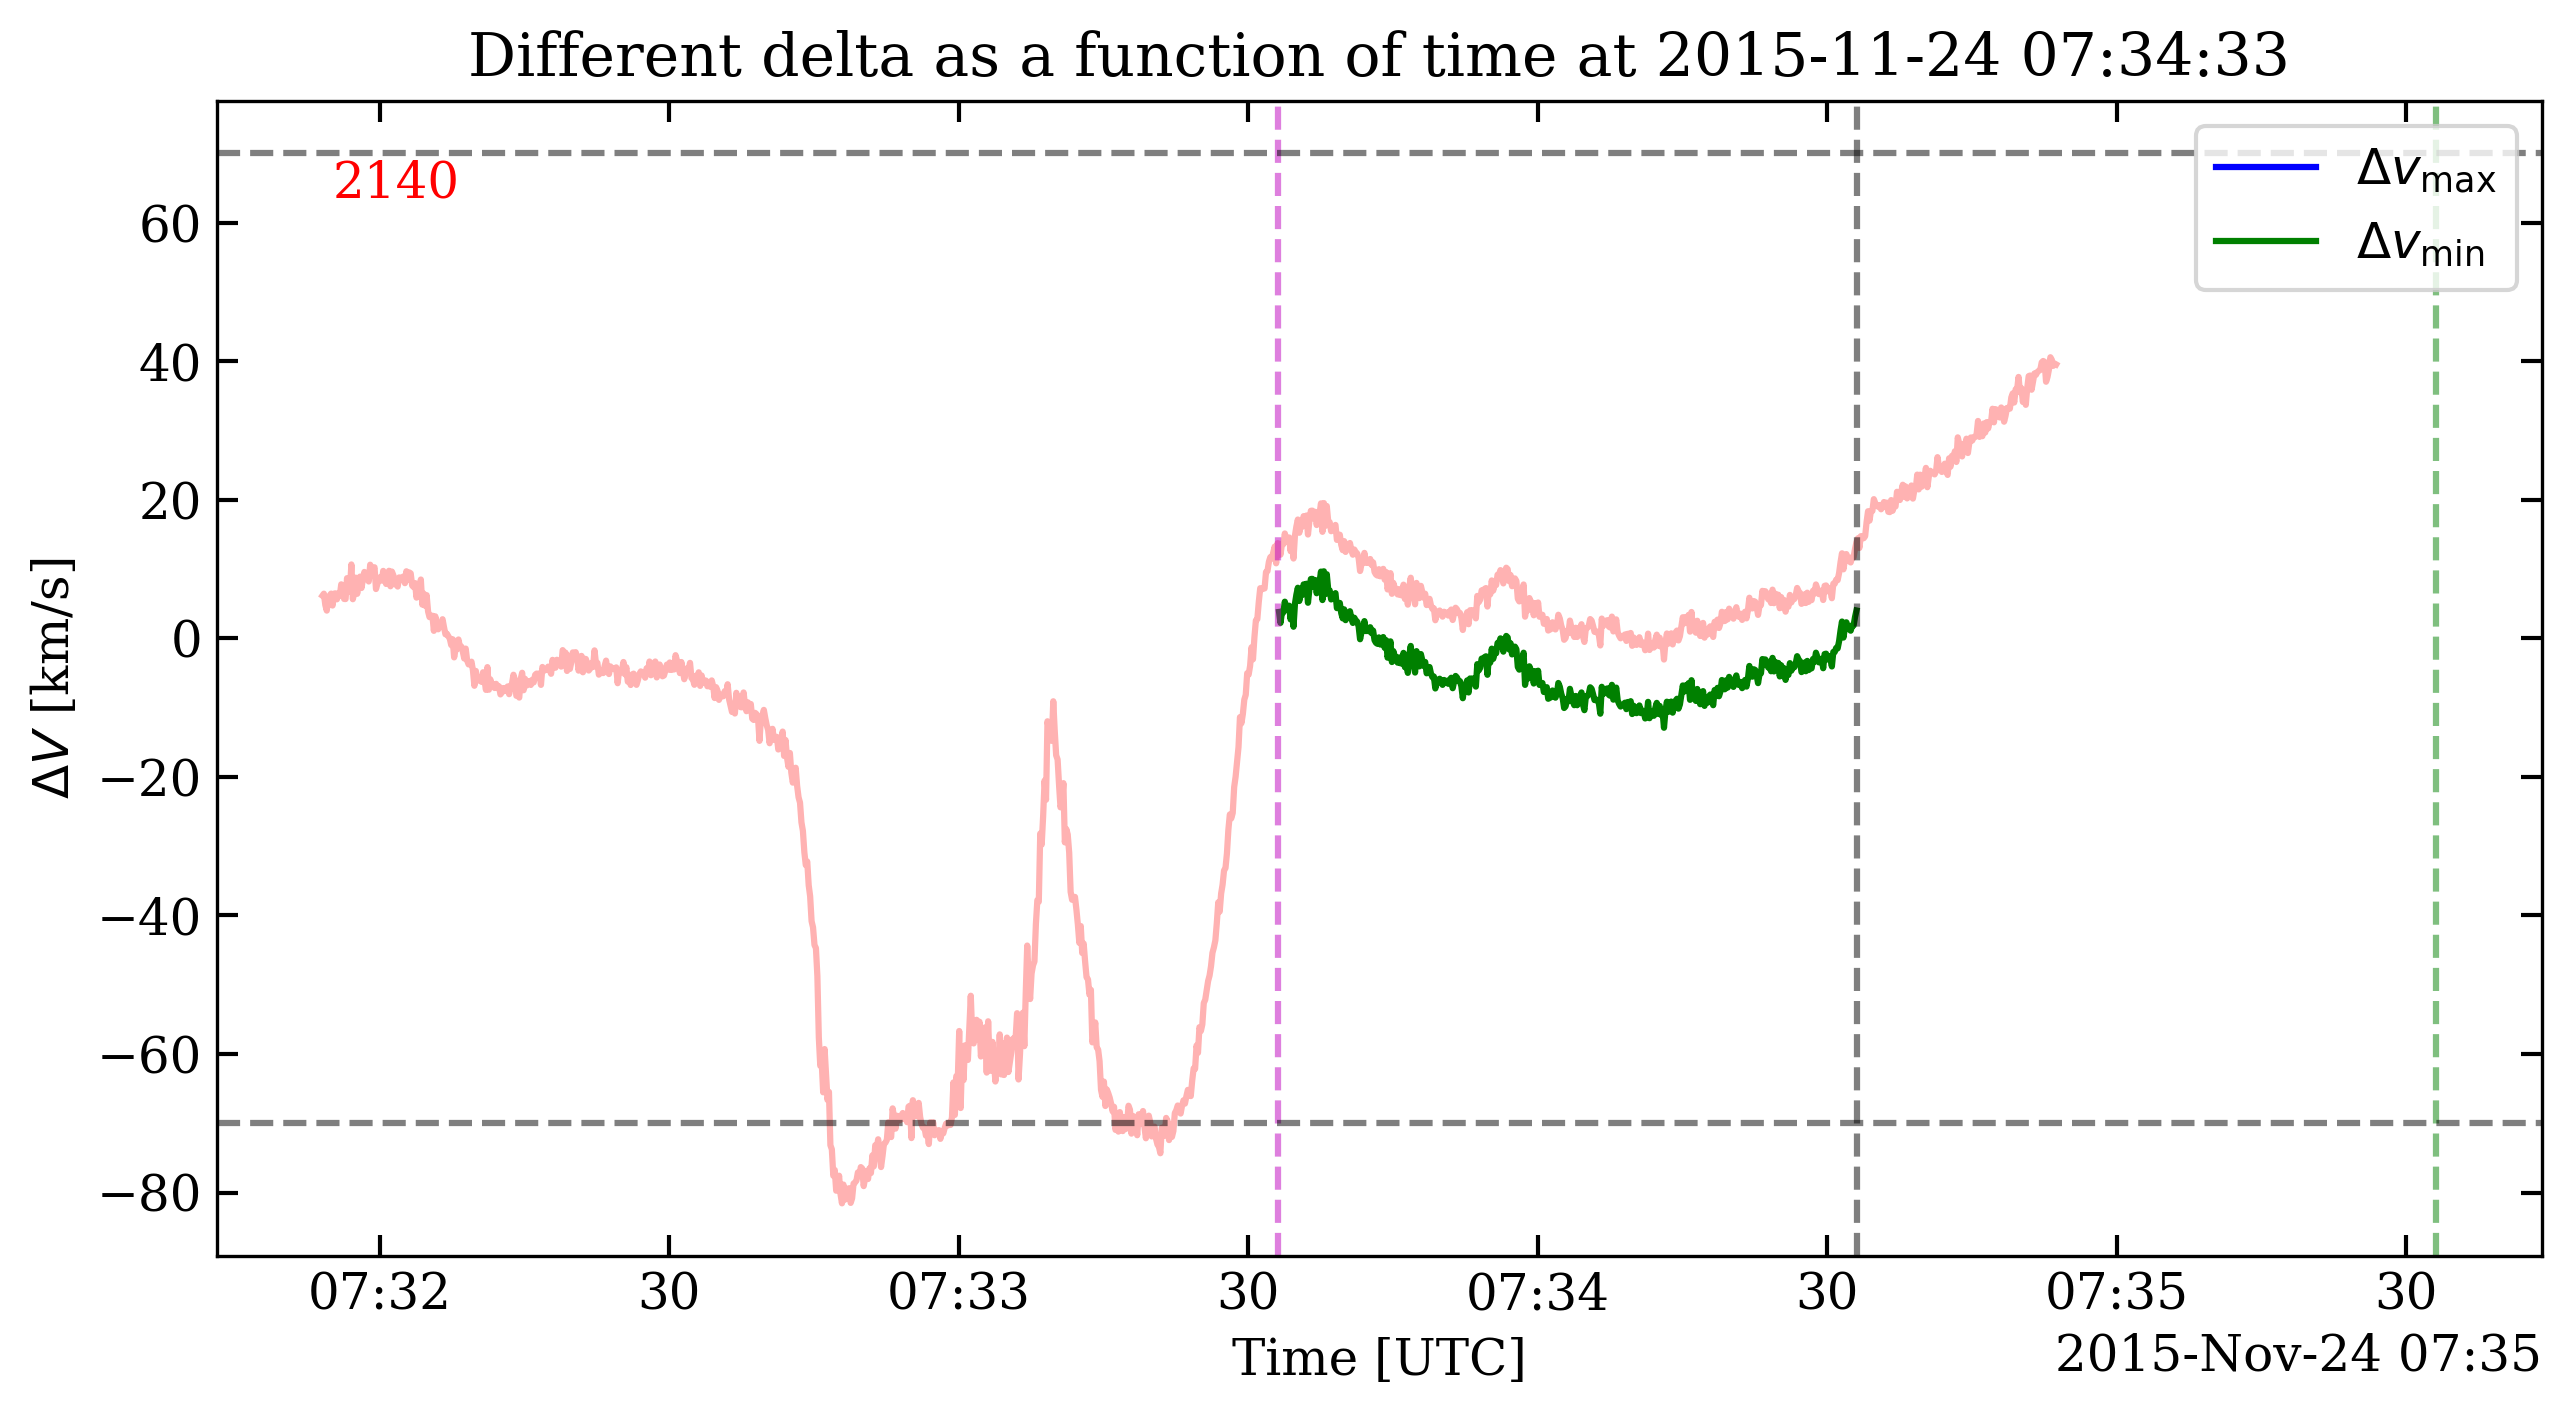 Different delta as a function of time at 2015-11-24 07:34:33
2140
Δv_max
Δv_min
60
40
20
0
−20
−40
−60
−80
ΔV [km/s]
07:32 30 07:33 30 07:34 30 07:35 30
Time [UTC]
2015-Nov-24 07:35